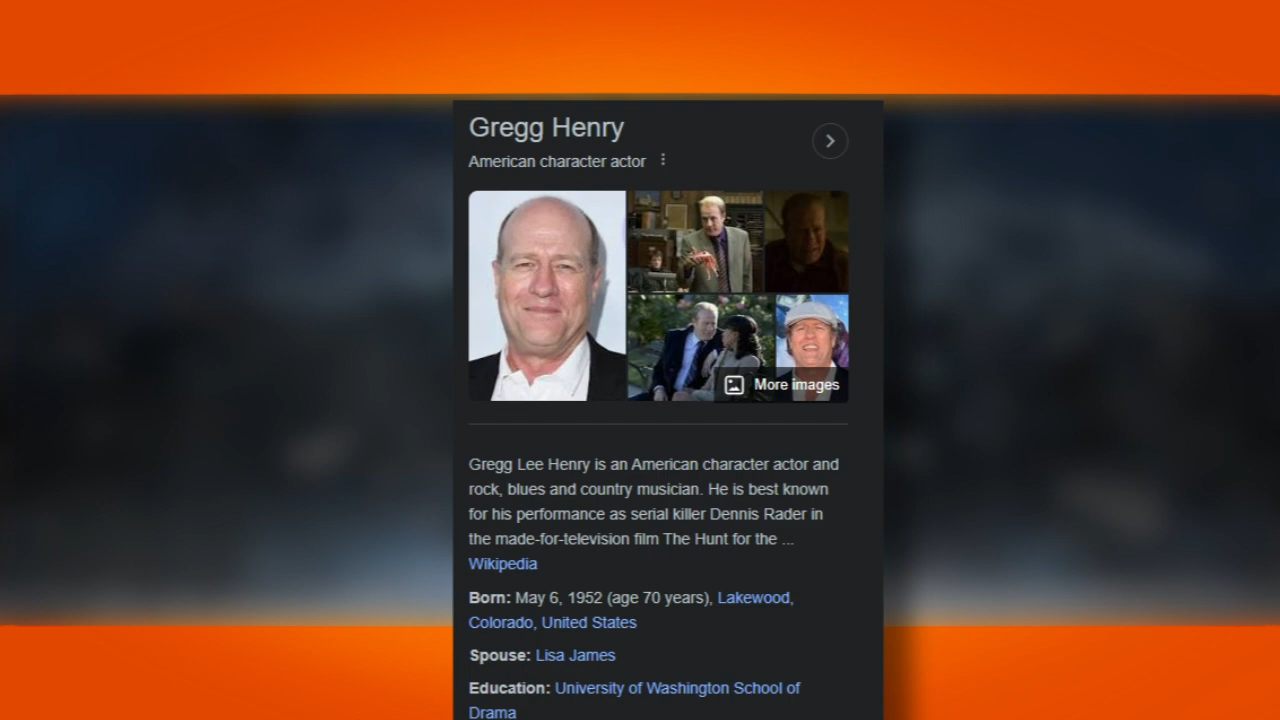 Gregg Henry
American character actor
More images
Gregg Lee Henry is an American character actor and
rock, blues and country musician. He is best known
for his performance as serial killer Dennis Rader in
the made-for-television film The Hunt for the ...
Wikipedia
Born: May 6, 1952 (age 70 years), Lakewood,
Colorado, United States
Spouse: Lisa James
Education: University of Washington School of
Drama